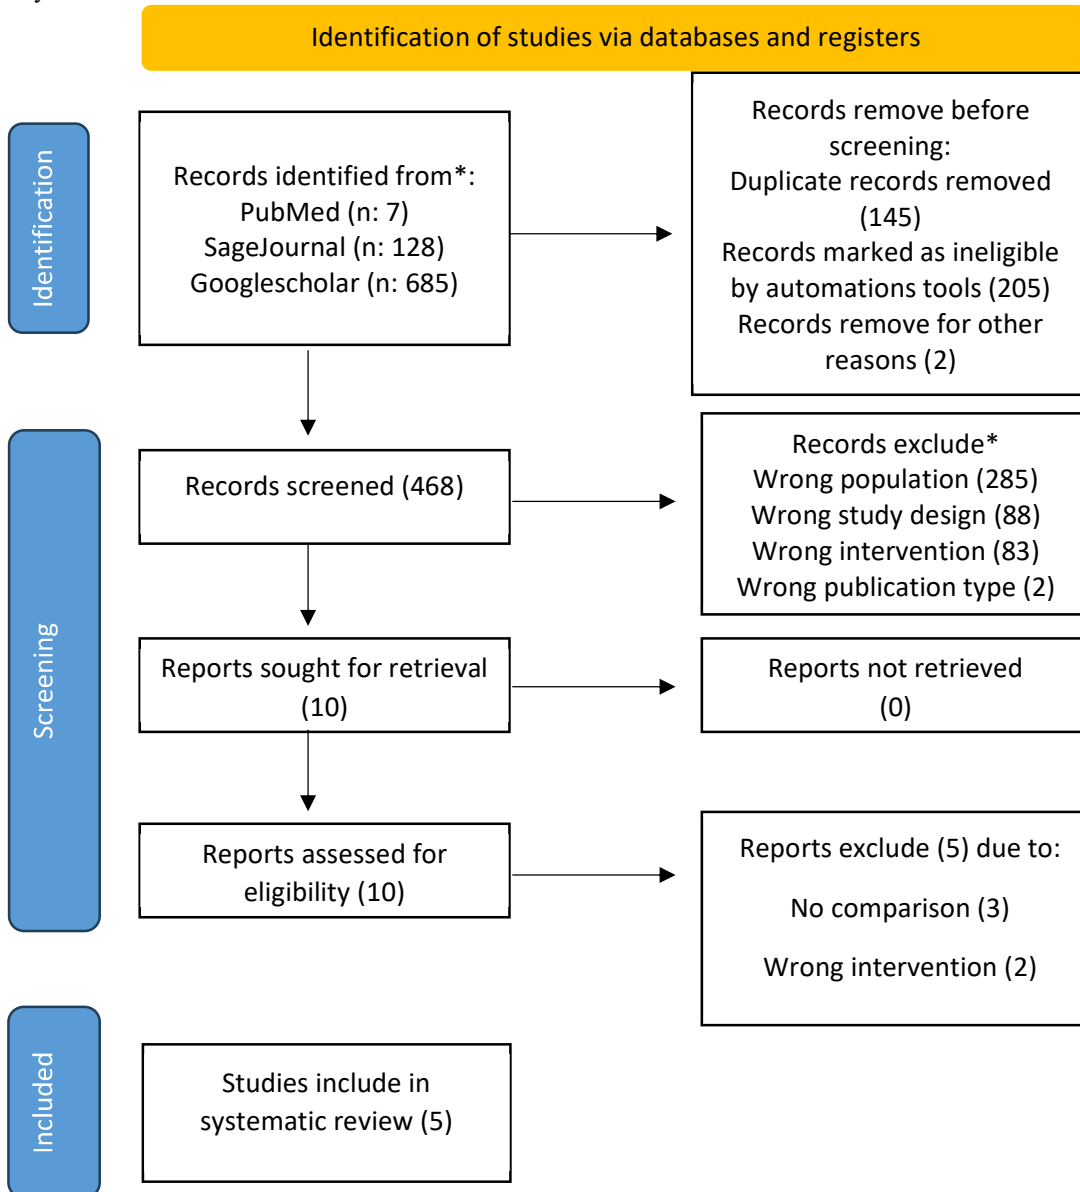 Identification of studies via databases and registers
Identification
Records identified from*:
PubMed (n: 7)
SageJournal (n: 128)
Googlescholar (n: 685)
Records remove before
screening:
Duplicate records removed
(145)
Records marked as ineligible
by automations tools (205)
Records remove for other
reasons (2)
Screening
Records screened (468)
Records exclude*
Wrong population (285)
Wrong study design (88)
Wrong intervention (83)
Wrong publication type (2)
Reports sought for retrieval
(10)
Reports not retrieved
(0)
Reports assessed for
eligibility (10)
Reports exclude (5) due to:
No comparison (3)
Wrong intervention (2)
Included
Studies include in
systematic review (5)